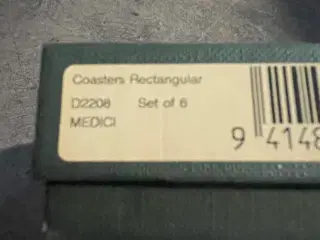 Coasters Rectangular
D2208 Set of 6
MEDICI
9 4148